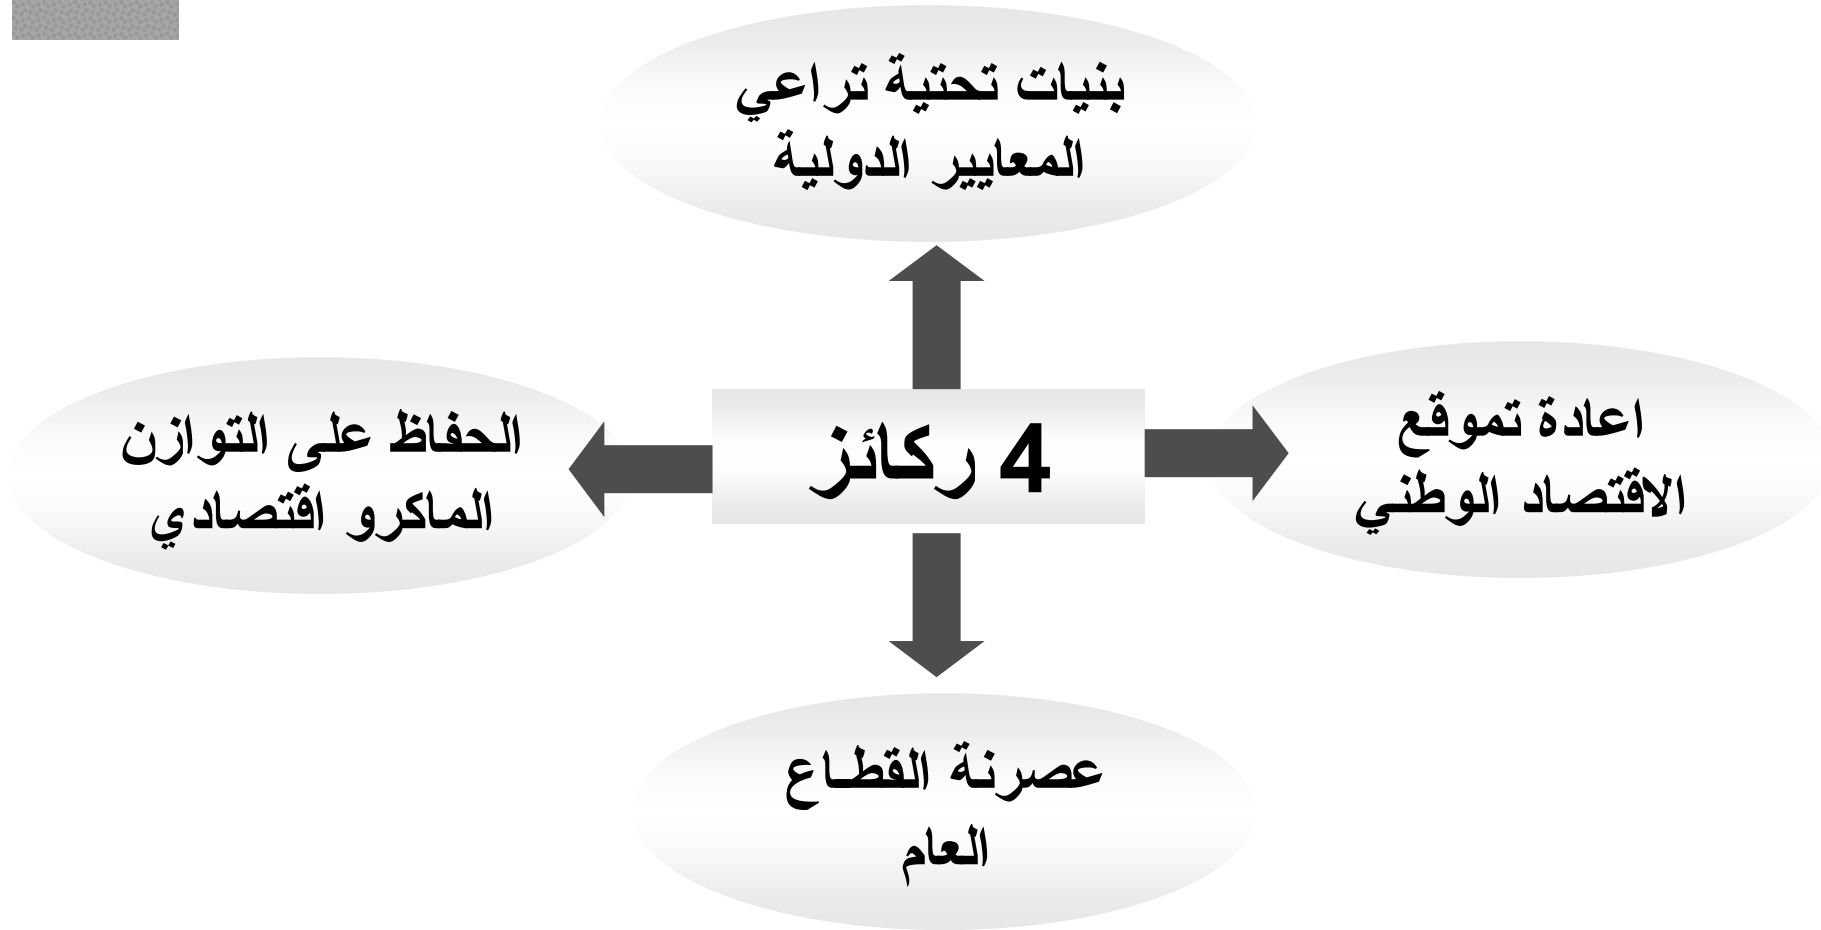 بنيات تحتية تراعي
المعايير الدولية
اعادة تموقع
الاقتصاد الوطني
4 ركائز
الحفاظ على التوازن
الماكرو اقتصادي
عصرنة القطاع
العام